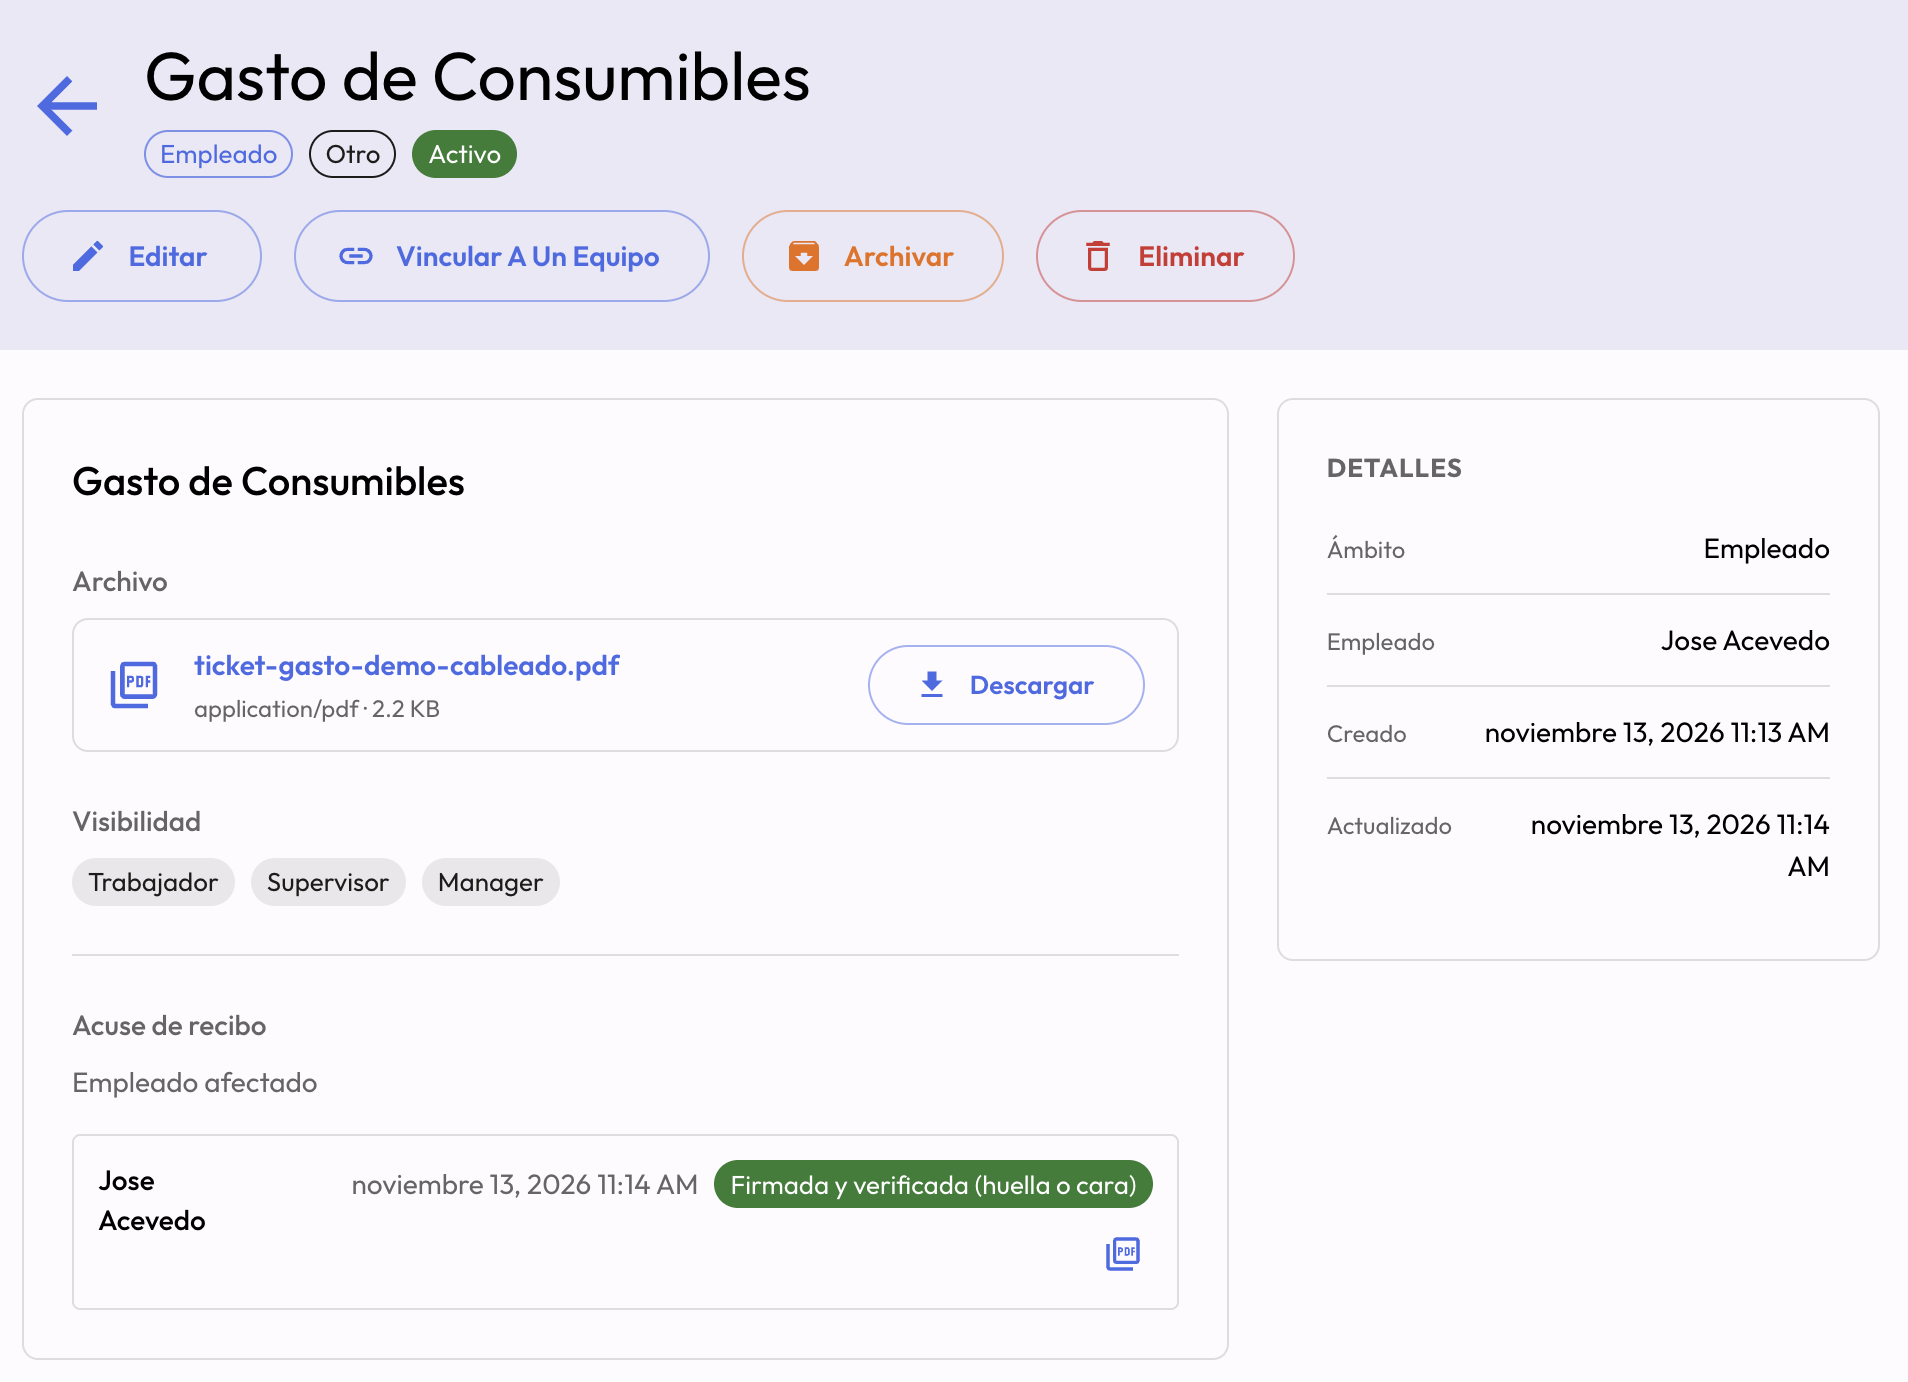 Gasto de Consumibles
Empleado
Otro
Activo
Editar
Vincular A Un Equipo
Archivar
Eliminar
Gasto de Consumibles
Archivo
PDF
ticket-gasto-demo-cableado.pdf
application/pdf · 2.2 KB
Descargar
Visibilidad
Trabajador
Supervisor
Manager
Acuse de recibo
Empleado afectado
Jose
Acevedo
noviembre 13, 2026 11:14 AM
Firmada y verificada (huella o cara)
PDF
DETALLES
Ámbito
Empleado
Empleado
Jose Acevedo
Creado
noviembre 13, 2026 11:13 AM
Actualizado
noviembre 13, 2026 11:14
AM